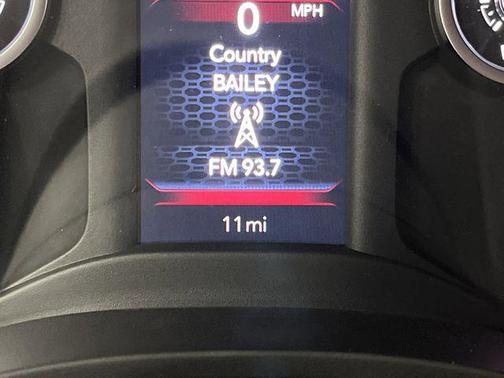 0 MPH
Country
BAILEY
FM 93.7
11 mi